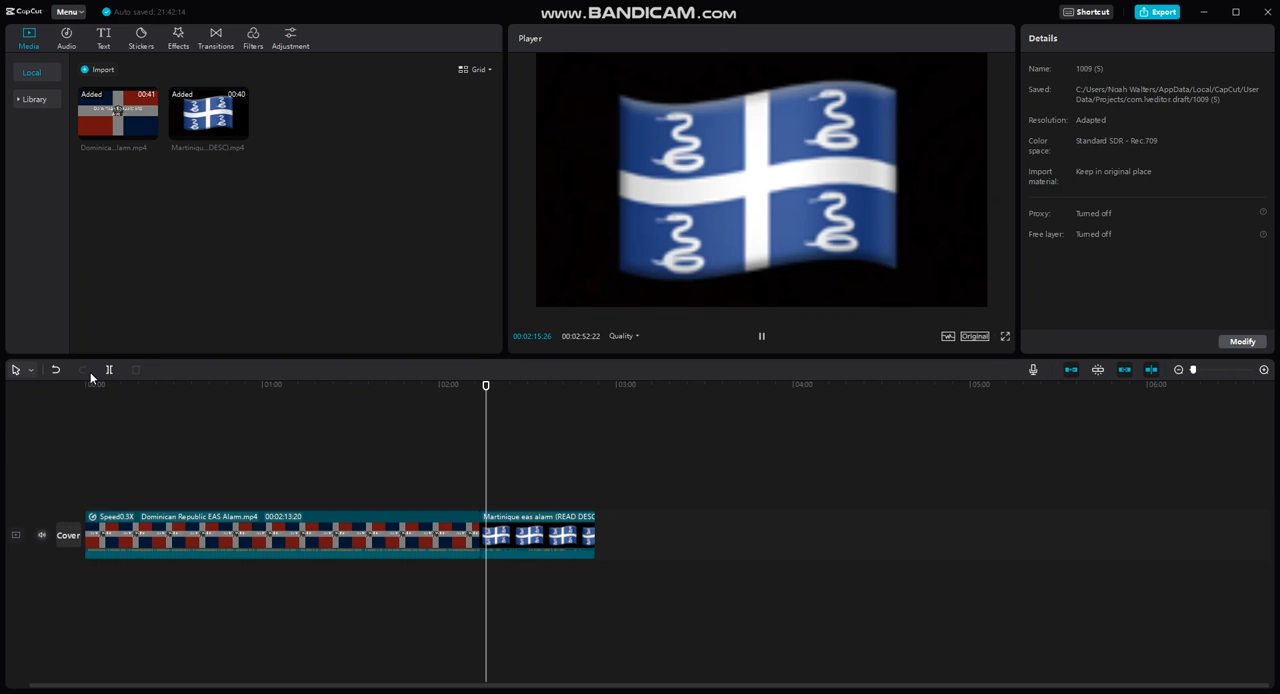 CapCut
Menu
Auto saved: 21:42:14
www.BANDICAM.com
Shortcut
Export
Media
Audio
Text
Stickers
Effects
Transitions
Filters
Adjustment
Player
Details
Local
Library
Import
Grid
Added 00:41
Added 00:40
Dominica...larm.mp4
Martiniqu...DESC).mp4
Name: 1009 (5)
Saved: C:/Users/Noah Walters/AppData/Local/CapCut/User
Data/Projects/com.lveditor.draft/1009 (5)
Resolution: Adapted
Color
space: Standard SDR - Rec.709
Import
material: Keep in original place
Proxy: Turned off
Free layer: Turned off
00:02:15:26
00:02:52:22
Quality
Original
Modify
00:00
01:00
02:00
03:00
04:00
05:00
06:00
Speed0.3X Dominican Republic EAS Alarm.mp4 00:02:13:20
Martinique eas alarm (READ DESC
Cover